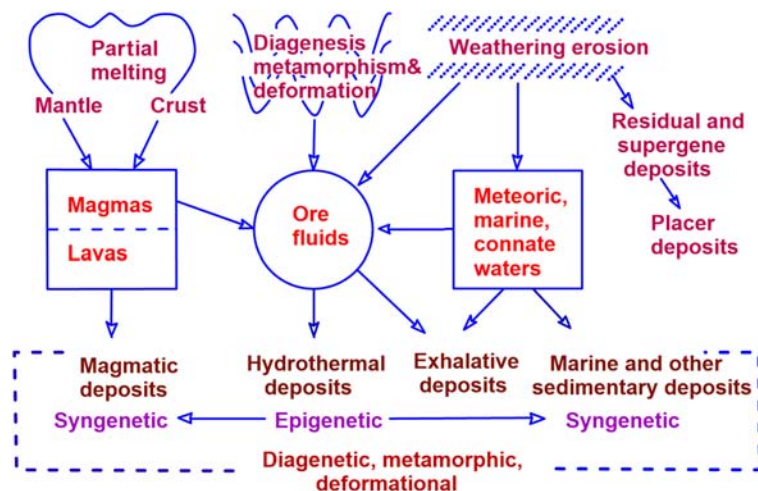 Partial
melting
Mantle
Crust
Diagenesis
metamorphism&
deformation
Weathering erosion
Residual and
supergene
deposits
Placer
deposits
Magmas
Lavas
Ore
fluids
Meteoric,
marine,
connate
waters
Magmatic
deposits
Hydrothermal
deposits
Exhalative
deposits
Marine and other
sedimentary deposits
Syngenetic
Epigenetic
Syngenetic
Diagenetic, metamorphic,
deformational